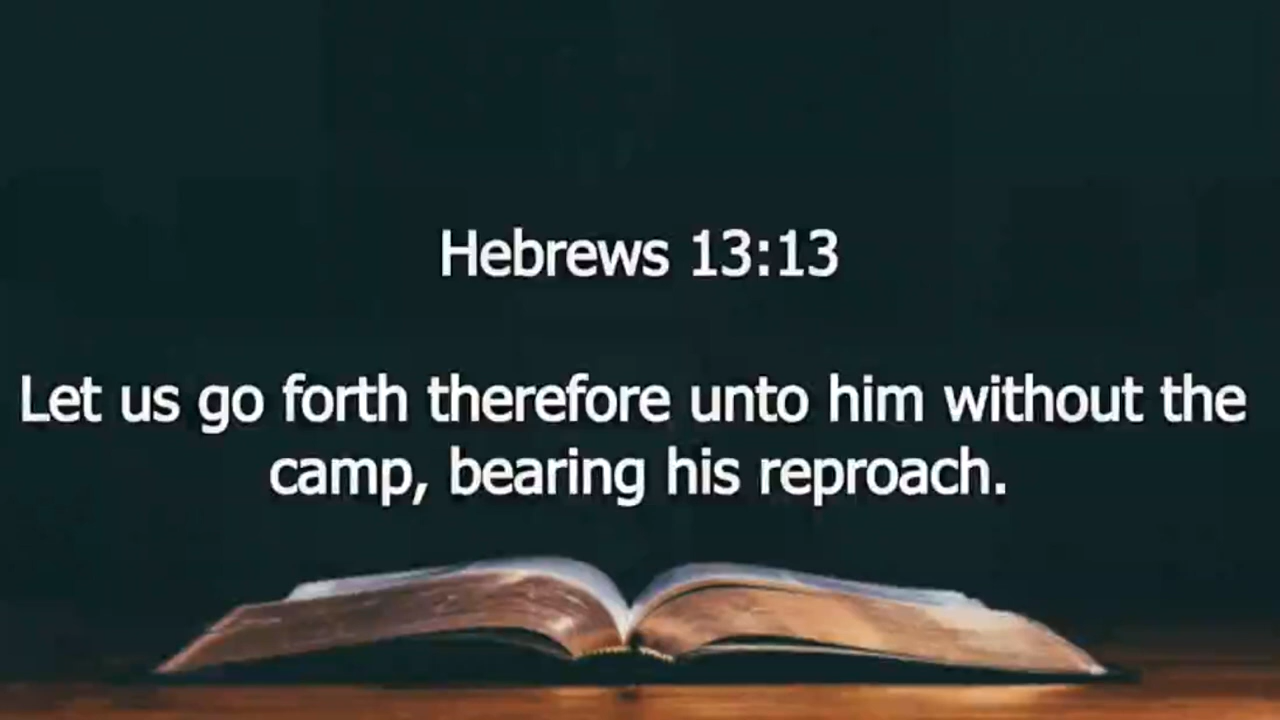 Hebrews 13:13
Let us go forth therefore unto him without the
camp, bearing his reproach.